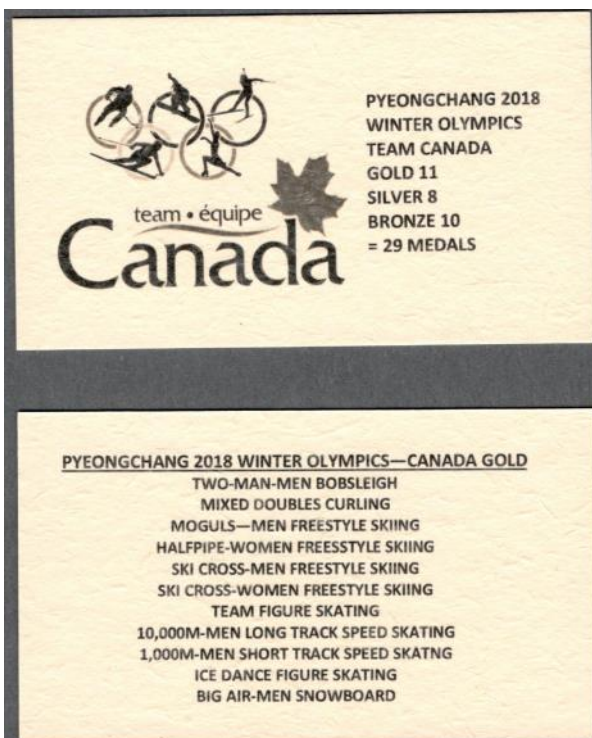 PYEONGCHANG 2018
WINTER OLYMPICS
TEAM CANADA
GOLD 11
SILVER 8
BRONZE 10
= 29 MEDALS
team • équipe
Canada
PYEONGCHANG 2018 WINTER OLYMPICS—CANADA GOLD
TWO-MAN-MEN BOBSLEIGH
MIXED DOUBLES CURLING
MOGULS—MEN FREESTYLE SKIING
HALFPIPE-WOMEN FREESSTYLE SKIING
SKI CROSS-MEN FREESTYLE SKIING
SKI CROSS-WOMEN FREESTYLE SKIING
TEAM FIGURE SKATING
10,000M-MEN LONG TRACK SPEED SKATING
1,000M-MEN SHORT TRACK SPEED SKATNG
ICE DANCE FIGURE SKATING
BIG AIR-MEN SNOWBOARD